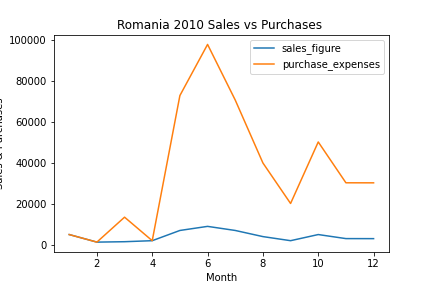 Romania 2010 Sales vs Purchases
sales_figure
purchase_expenses
100000
80000
60000
40000
20000
0
& Purchases
2
4
6
8
10
12
Month